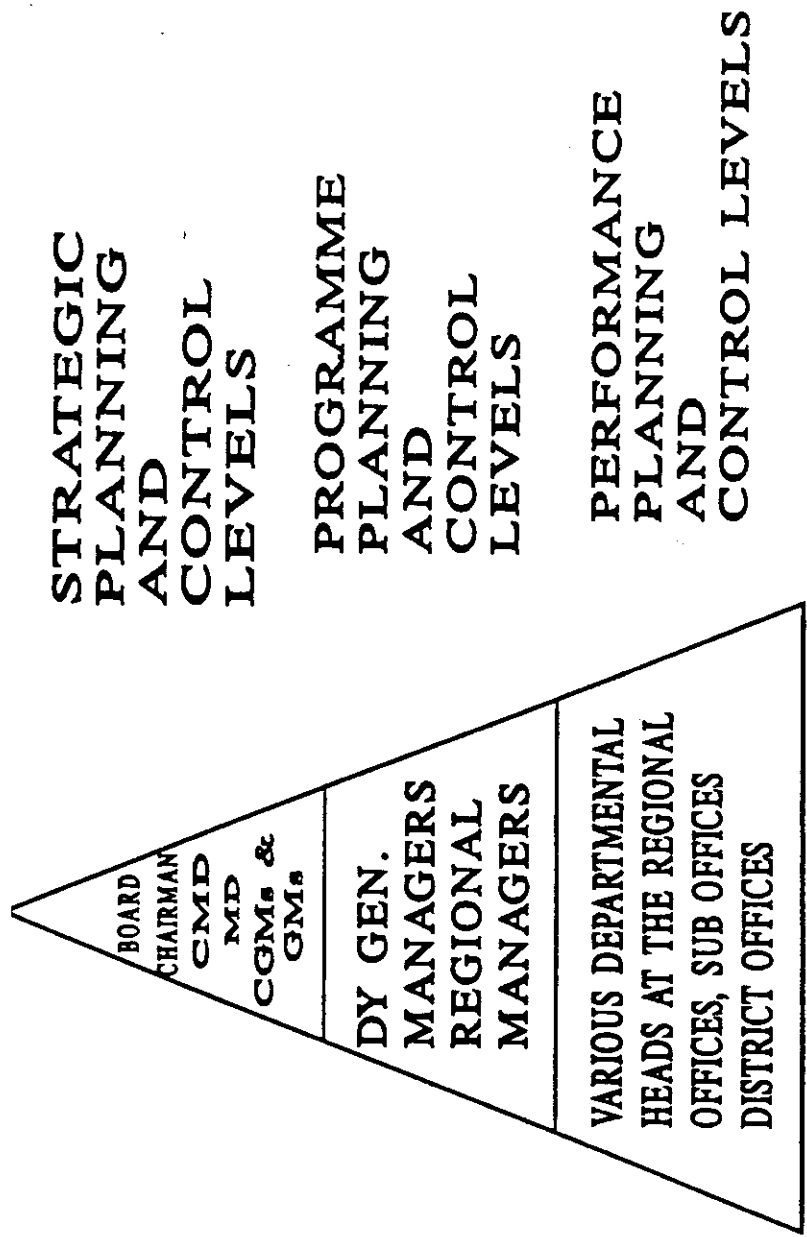 BOARD
CHAIRMAN
CMD
MD
CGMs &
GMs
STRATEGIC
PLANNING
AND
CONTROL
LEVELS
DY GEN.
MANAGERS
REGIONAL
MANAGERS
PROGRAMME
PLANNING
AND
CONTROL
LEVELS
VARIOUS DEPARTMENTAL
HEADS AT THE REGIONAL
OFFICES, SUB OFFICES
DISTRICT OFFICES
PERFORMANCE
PLANNING
AND
CONTROL LEVELS